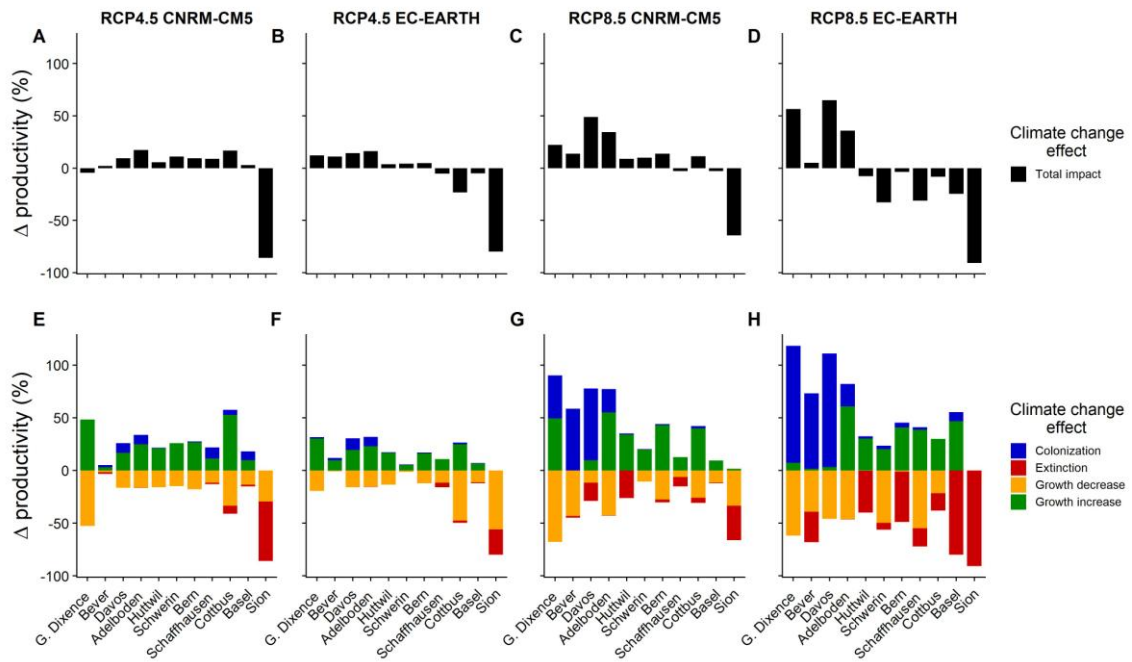 RCP4.5 CNRM-CM5 RCP4.5 EC-EARTH RCP8.5 CNRM-CM5 RCP8.5 EC-EARTH
A B C D
Δ productivity (%)
100
50
0
-50
-100
Climate change
effect
Total impact
E F G H
Δ productivity (%)
100
50
0
-50
-100
Climate change
effect
Colonization
Extinction
Growth decrease
Growth increase
G. Dixence Bever Davos Adelboden Huttwil Schwerin Bern Schaffhausen Cottbus Basel Sion
G. Dixence Bever Davos Adelboden Huttwil Schwerin Bern Schaffhausen Cottbus Basel Sion
G. Dixence Bever Davos Adelboden Huttwil Schwerin Bern Schaffhausen Cottbus Basel Sion
G. Dixence Bever Davos Adelboden Huttwil Schwerin Bern Schaffhausen Cottbus Basel Sion